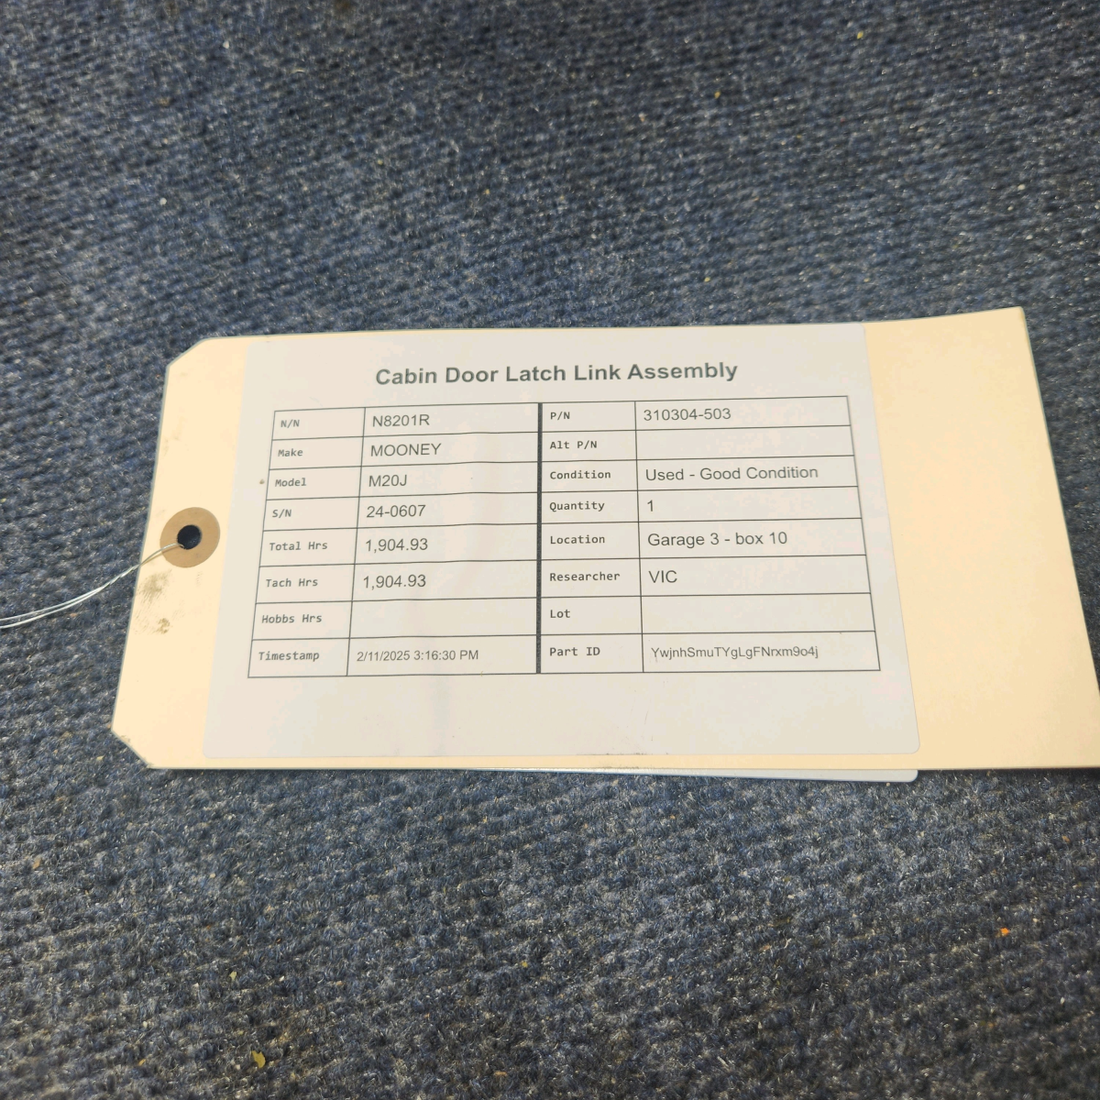 Cabin Door Latch Link Assembly
N/N N8201R P/N 310304-503
Make MOONEY Alt P/N
Model M20J Condition Used - Good Condition
S/N 24-0607 Quantity 1
Total Hrs 1,904.93 Location Garage 3 - box 10
Tach Hrs 1,904.93 Researcher VIC
Hobbs Hrs Lot
Timestamp 2/11/2025 3:16:30 PM Part ID YwjnhSmuTYgLgFNrxm9o4j